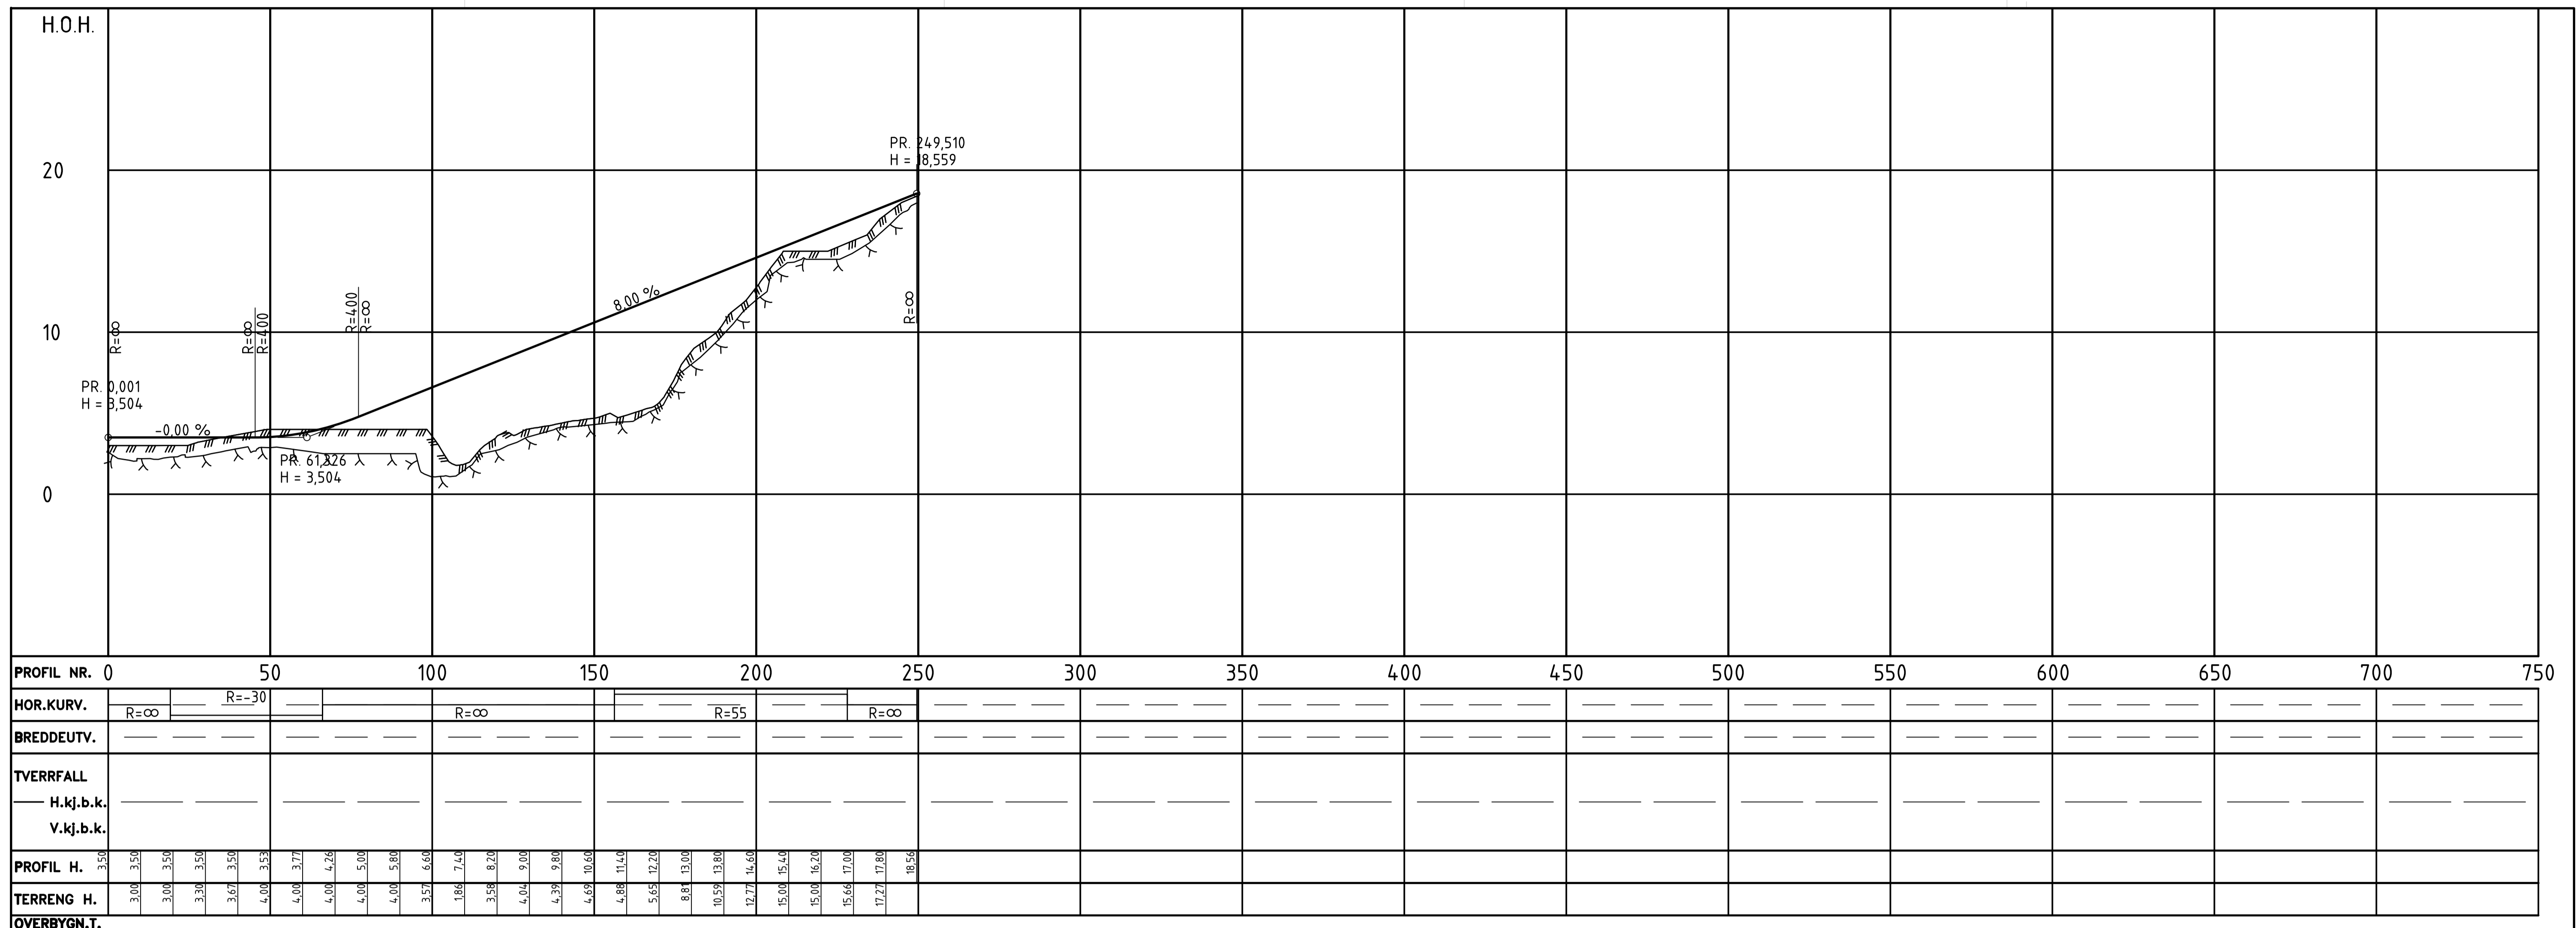 H.O.H.
PR. 249,510
H = 18,559
20
8,00 %
R=400
R=∞
R=∞
R=∞
R=∞
R=400
10
PR. 0,001
H = 3,504
-0,00 %
PR. 61,326
H = 3,504
0
PROFIL NR. 0 50 100 150 200 250 300 350 400 450 500 550 600 650 700 750
HOR.KURV. R=∞ R=-30 R=∞ R=55 R=∞
BREDDEUTV.
TVERRFALL
H.kj.b.k.
V.kj.b.k.
PROFIL H. 3,50 3,50 3,50 3,50 3,50 3,53 3,77 4,26 5,00 5,80 6,60 7,40 8,20 9,00 9,80 10,60 11,40 12,20 13,00 13,80 14,60 15,40 16,20 17,00 17,80 18,56
TERRENG H. 3,00 3,00 3,30 3,67 4,00 4,00 4,00 4,00 4,00 3,57 1,86 3,58 4,04 4,39 4,69 4,88 5,65 8,81 10,59 12,77 15,00 15,00 15,66 17,27
OVERBYGN.T.